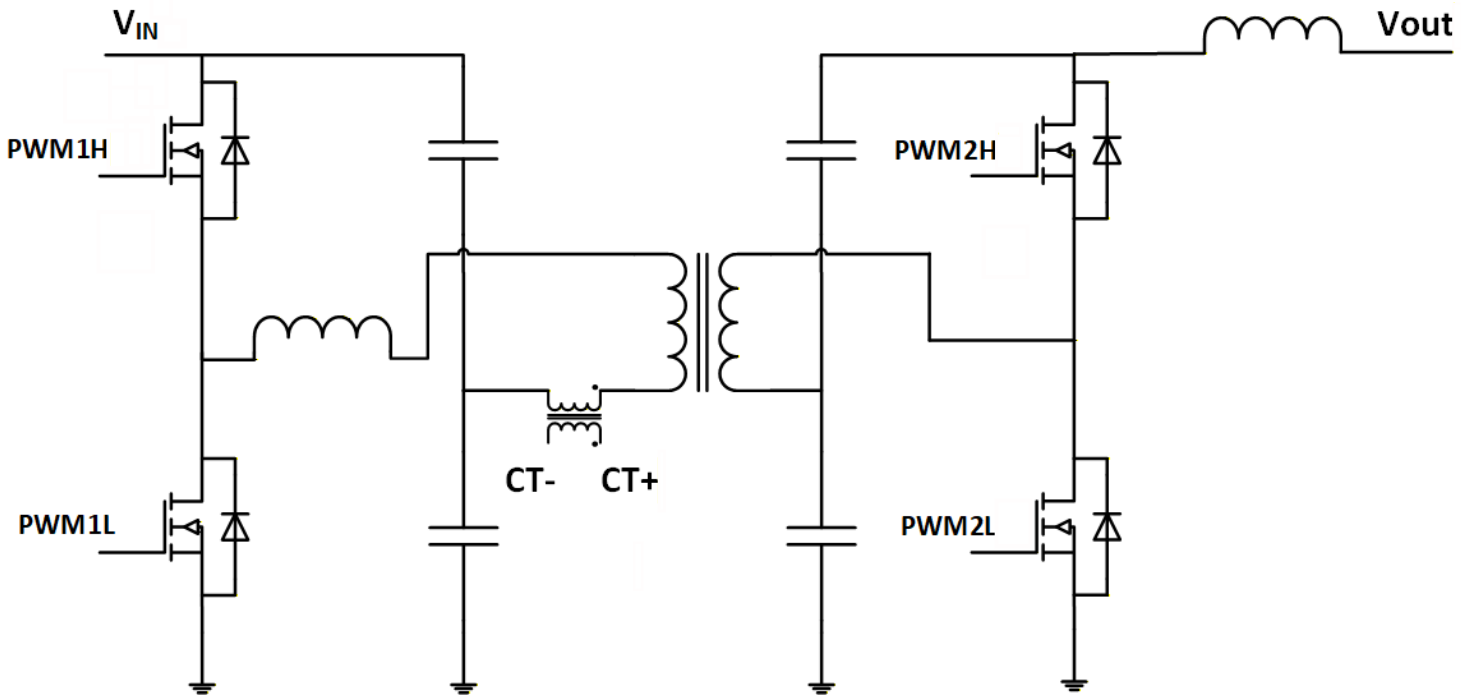 VIN
Vout
PWM1H
PWM2H
CT- CT+
PWM1L
PWM2L